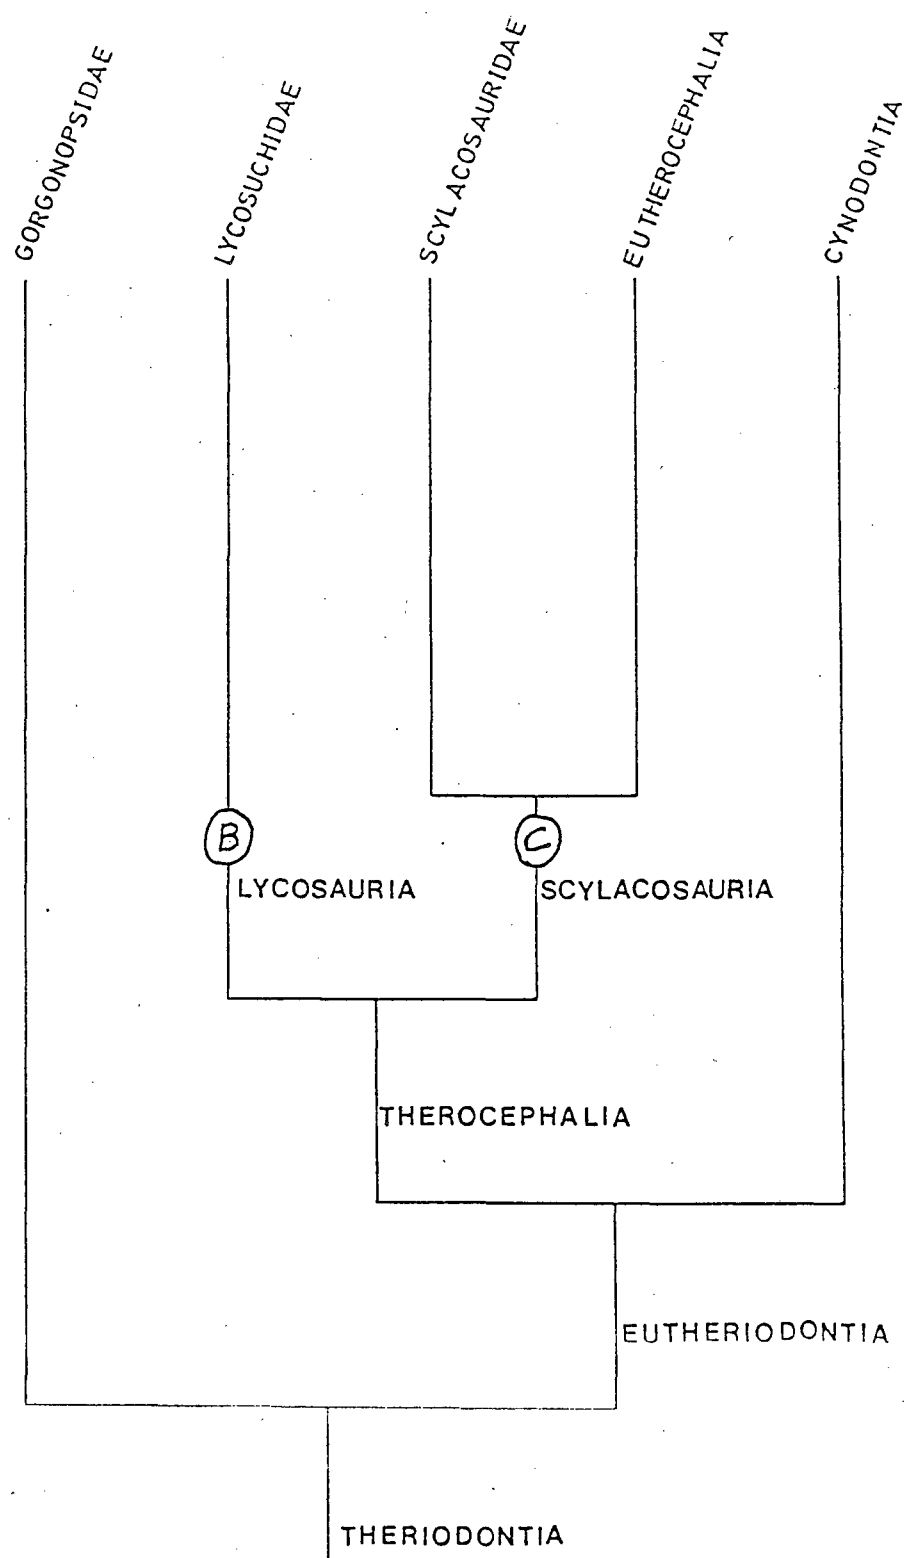 GORGONOPSIDAE
LYCOSUCHIDAE
SCYLACOSAURIDAE
EUTHEROCEPHALIA
CYNODONTIA
B
C
LYCOSAURIA
SCYLACOSAURIA
THEROCEPHALIA
EUTHERIODONTIA
THERIODONTIA